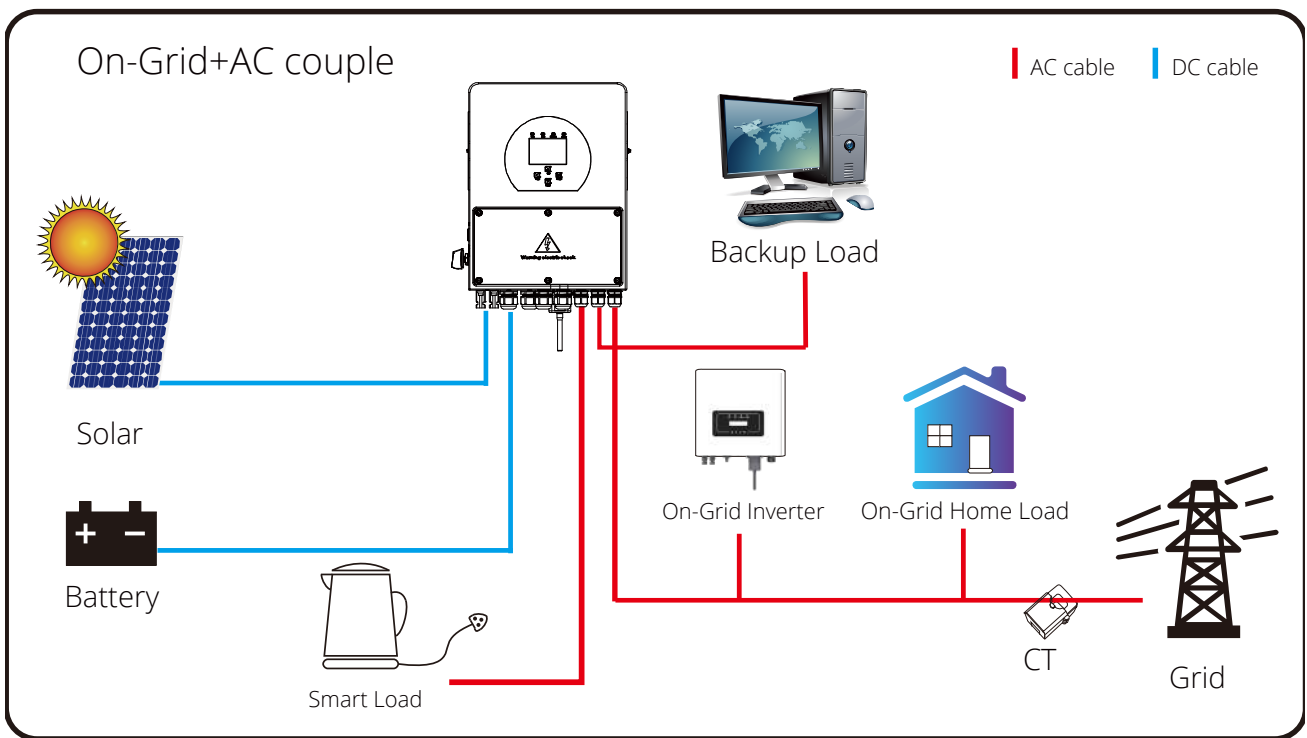 On-Grid+AC couple
AC cable
DC cable
Backup Load
Solar
On-Grid Inverter
On-Grid Home Load
Battery
CT
Grid
Smart Load